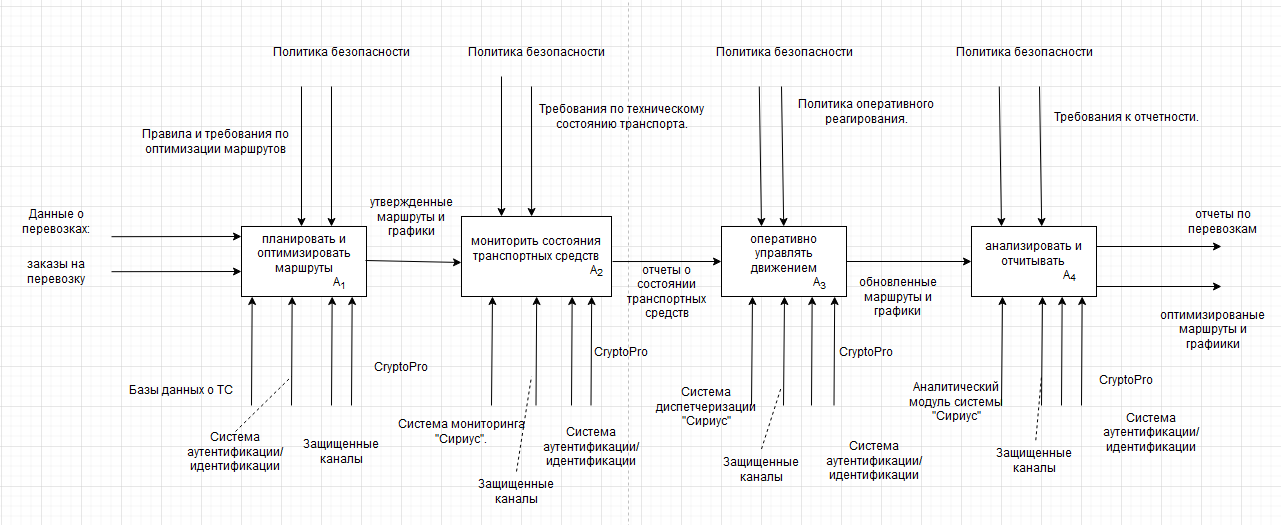 Политика безопасности
Политика безопасности
Политика безопасности
Политика безопасности
Правила и требования по
оптимизации маршрутов
Требования по техническому
состоянию транспорта.
Политика оперативного
реагирования.
Требования к отчетности.
Данные о
перевозках:
заказы на
перевозку
планировать и
оптимизировать
маршруты
A1
утвержденные
маршруты и
графики
мониторить состояния
транспортных средств
A2
отчеты о
состоянии
транспортных
средств
оперативно
управлять
движением
A3
обновленные
маршруты и
графики
анализировать и
отчитывать
A4
отчеты по
перевозкам
оптимизированые
маршруты и
графиики
Базы данных о ТС
Система
аутентификации/
идентификации
Защищенные
каналы
CryptoPro
Система мониторинга
"Сириус".
Защищенные
каналы
Система
аутентификации/
идентификации
CryptoPro
Система
диспетчеризации
"Сириус"
Защищенные
каналы
Система
аутентификации/
идентификации
CryptoPro
Аналитический
модуль системы
"Сириус"
Защищенные
каналы
Система
аутентификации/
идентификации
CryptoPro